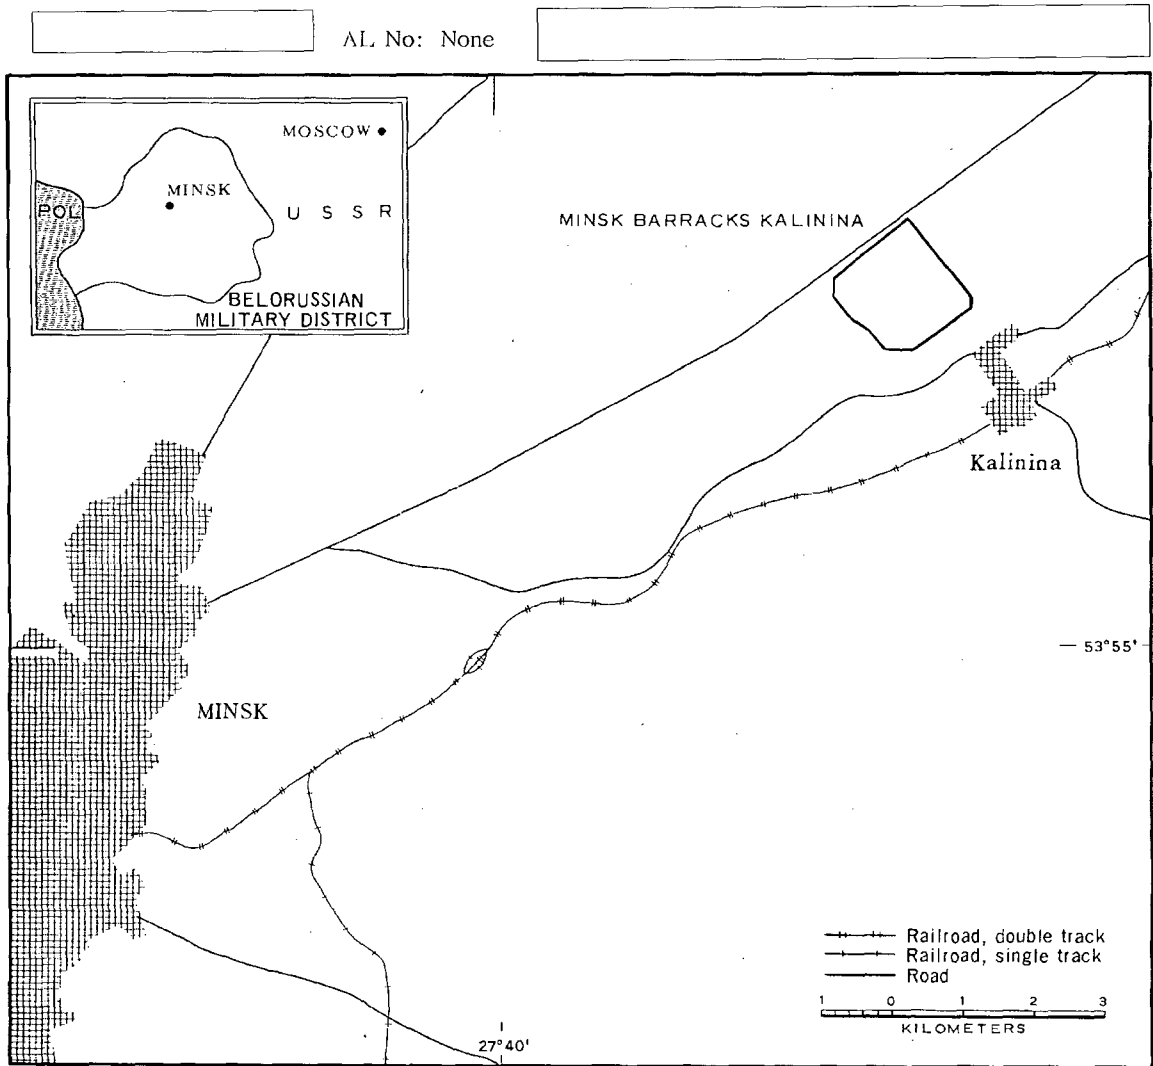 AL No: None
MOSCOW
MINSK
POL
U S S R
BELORUSSIAN
MILITARY DISTRICT
MINSK BARRACKS KALININA
Kalinina
53°55'
MINSK
Railroad, double track
Railroad, single track
Road
1 0 1 2 3
KILOMETERS
27°40'